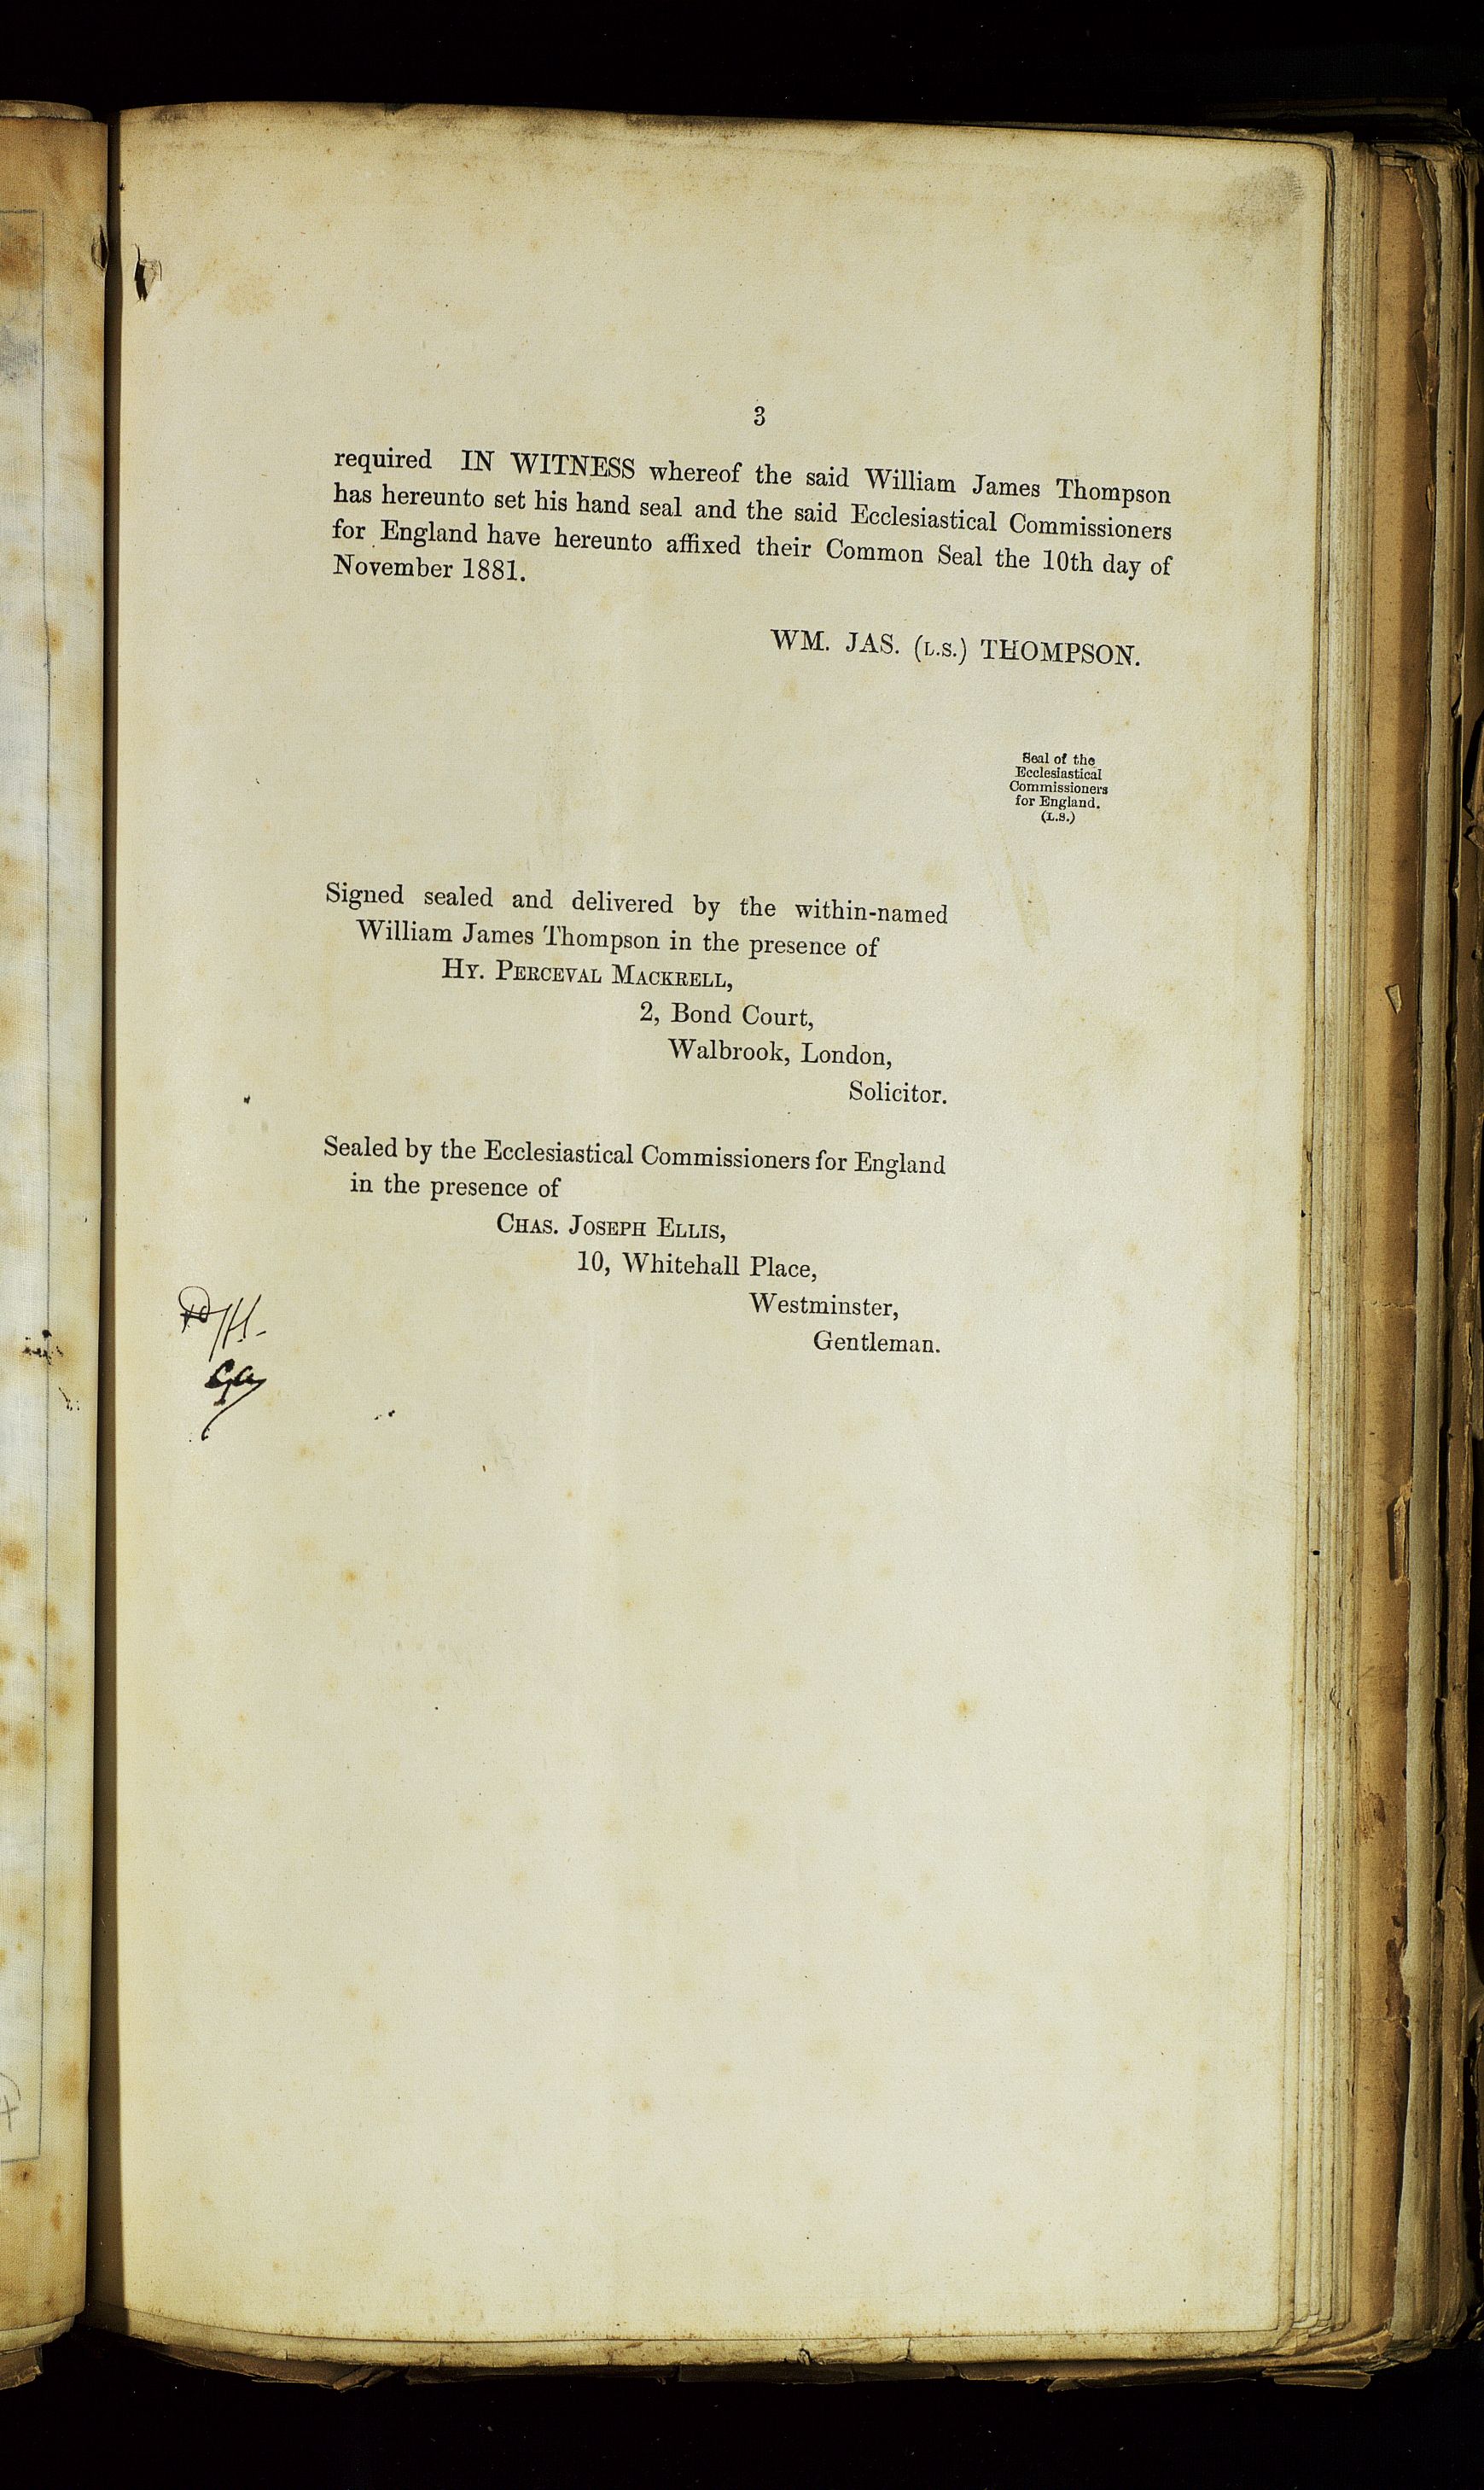 3
required IN WITNESS whereof the said William James Thompson
has hereunto set his hand seal and the said Ecclesiastical Commissioners
for England have hereunto affixed their Common Seal the 10th day of
November 1881.
WM. JAS. (L.S.) THOMPSON.
Seal of the
Ecclesiastical
Commissioners
for England.
(L.S.)
Signed sealed and delivered by the within-named
William James Thompson in the presence of
HY. PERCEVAL MACKRELL,
2, Bond Court,
Walbrook, London,
Solicitor.
Sealed by the Ecclesiastical Commissioners for England
in the presence of
CHAS. JOSEPH ELLIS,
10, Whitehall Place,
Westminster,
Gentleman.